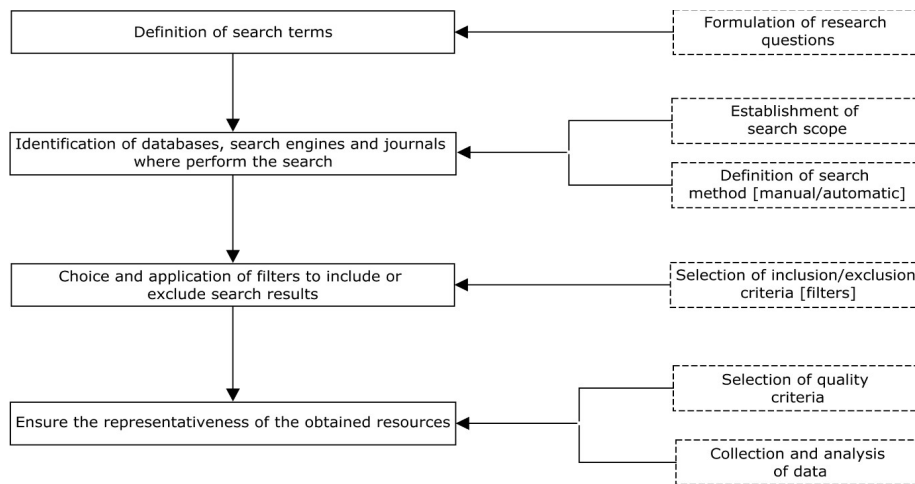 Definition of search terms
Formulation of research
questions
Identification of databases, search engines and journals
where perform the search
Establishment of
search scope
Definition of search
method [manual/automatic]
Choice and application of filters to include or
exclude search results
Selection of inclusion/exclusion
criteria [filters]
Ensure the representativeness of the obtained resources
Selection of quality
criteria
Collection and analysis
of data